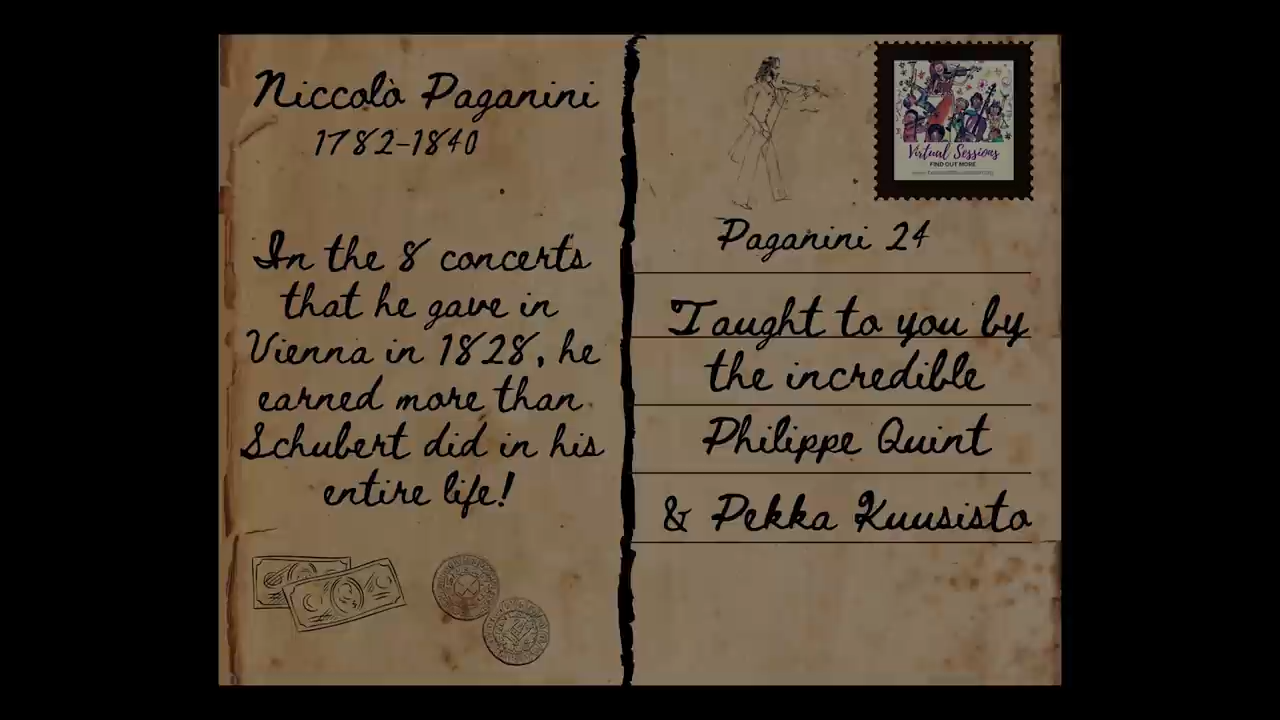 Niccolò Paganini
1782-1840
In the 8 concerts
that he gave in
Vienna in 1828, he
earned more than
Schubert did in his
entire life!
Virtual Sessions
FIND OUT MORE
Paganini 24
Taught to you by
the incredible
Philippe Quint
& Pekka Kuusisto